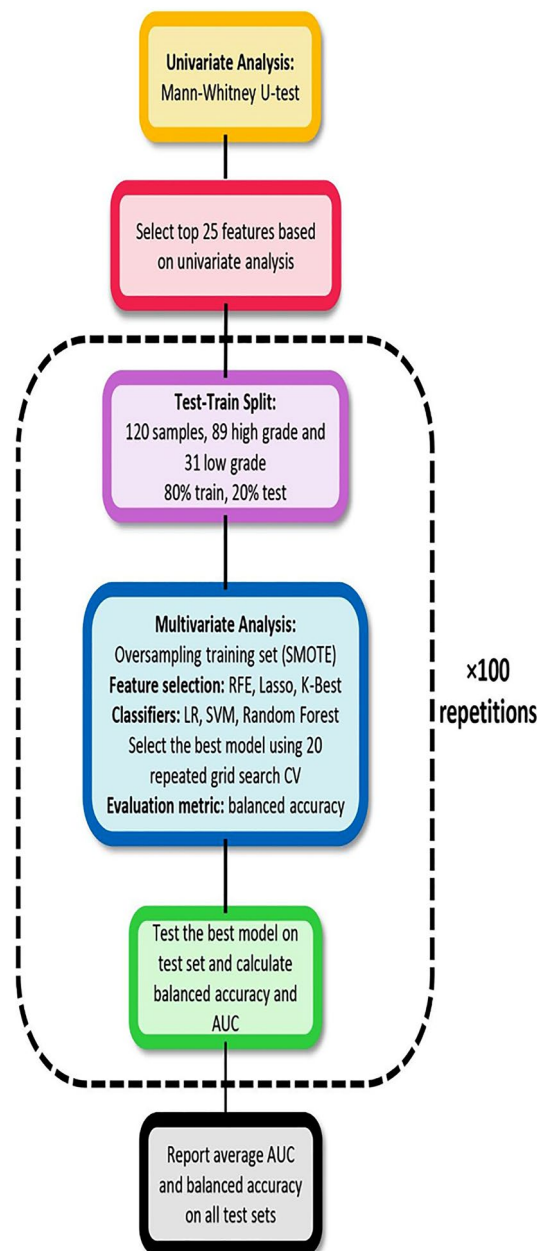 Univariate Analysis:
Mann-Whitney U-test
Select top 25 features based
on univariate analysis
Test-Train Split:
120 samples, 89 high grade and
31 low grade
80% train, 20% test
Multivariate Analysis:
Oversampling training set (SMOTE)
Feature selection: RFE, Lasso, K-Best
Classifiers: LR, SVM, Random Forest
Select the best model using 20
repeated grid search CV
Evaluation metric: balanced accuracy
×100
repetitions
Test the best model on
test set and calculate
balanced accuracy and
AUC
Report average AUC
and balanced accuracy
on all test sets